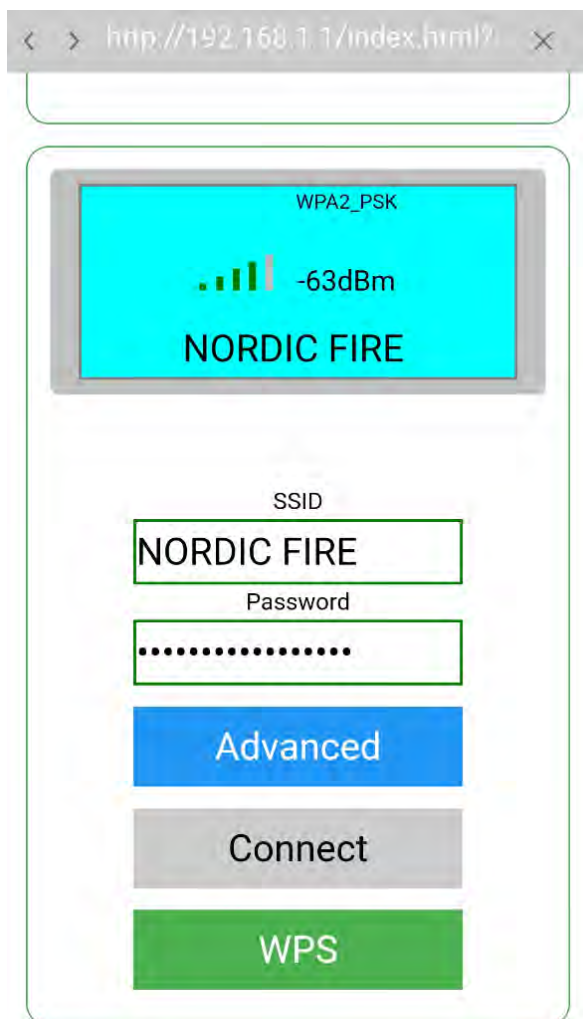 http://192.168.1.1/index.html?
WPA2_PSK
-63dBm
NORDIC FIRE
SSID
NORDIC FIRE
Password
••••••••••••••••••
Advanced
Connect
WPS